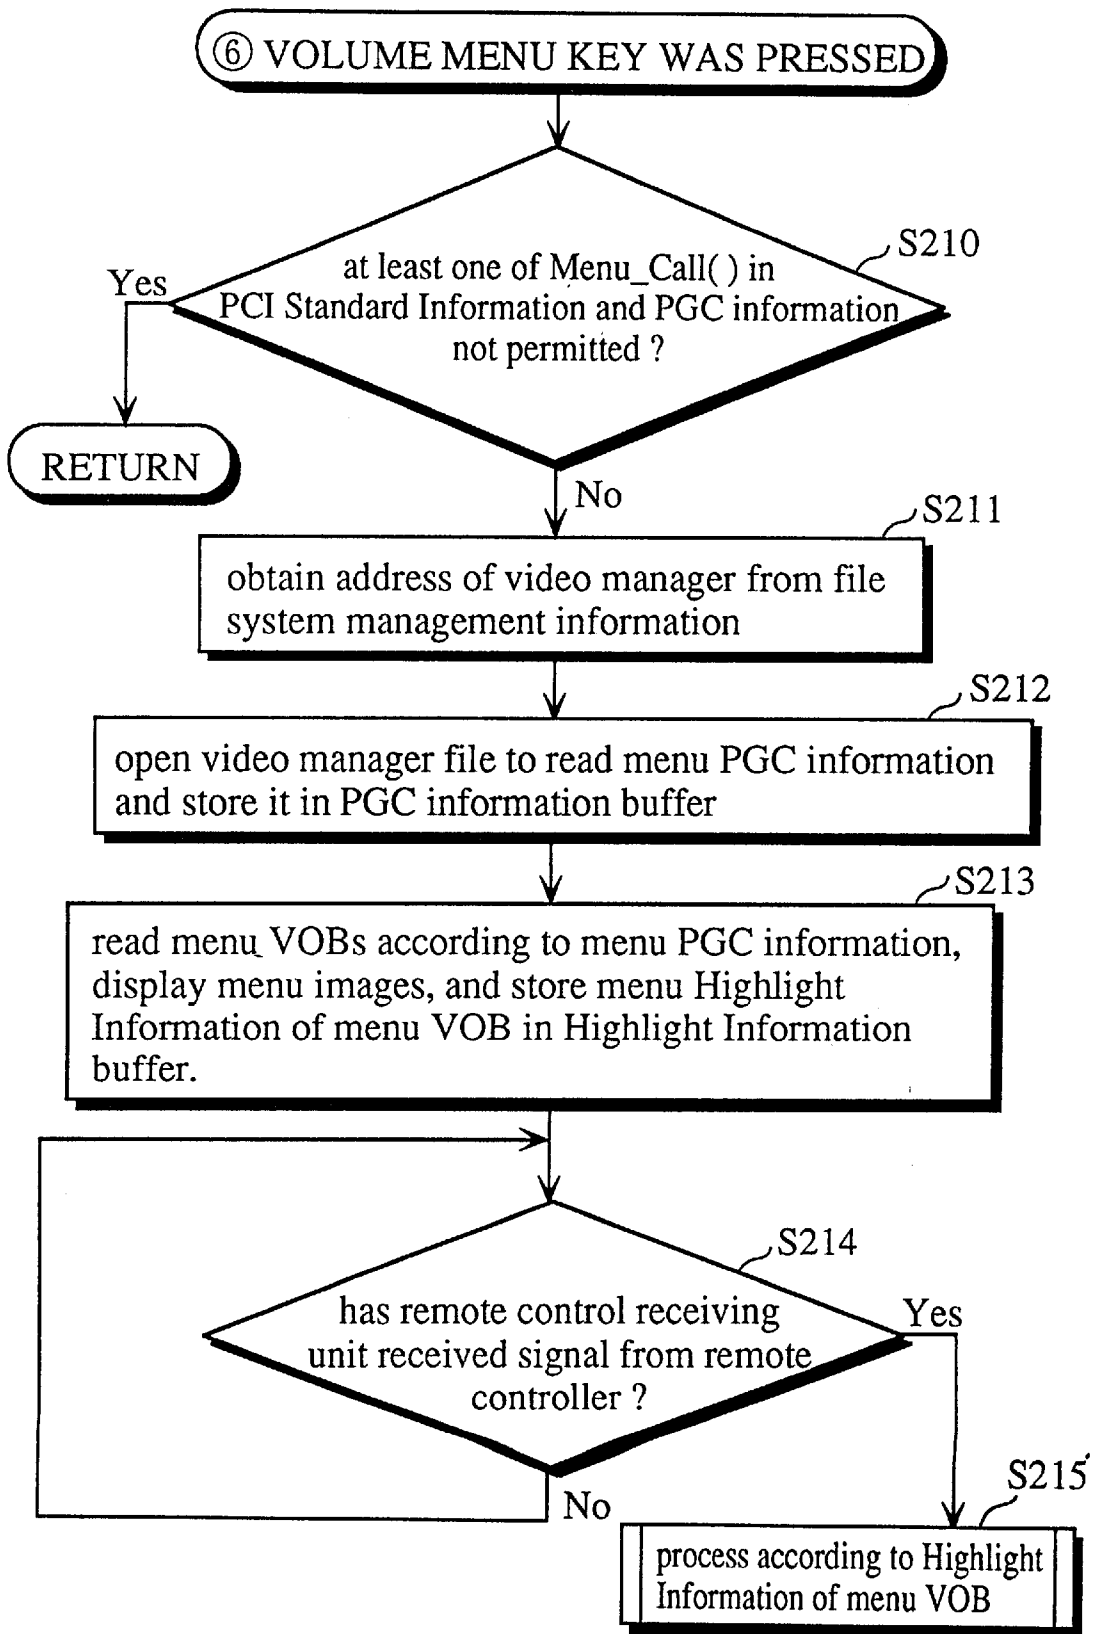 ⑥ VOLUME MENU KEY WAS PRESSED
S210
at least one of Menu_Call( ) in
PCI Standard Information and PGC information
not permitted ?
Yes
RETURN
No
S211
obtain address of video manager from file
system management information
S212
open video manager file to read menu PGC information
and store it in PGC information buffer
S213
read menu VOBs according to menu PGC information,
display menu images, and store menu Highlight
Information of menu VOB in Highlight Information
buffer.
S214
has remote control receiving
unit received signal from remote
controller ?
Yes
No
S215
process according to Highlight
Information of menu VOB